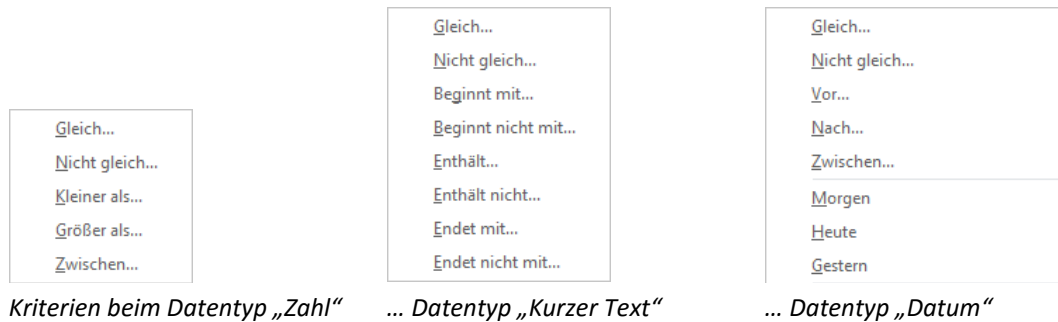 Gleich...
Nicht gleich...
Kleiner als...
Größer als...
Zwischen...
Kriterien beim Datentyp „Zahl“
Gleich...
Nicht gleich...
Beginnt mit...
Beginnt nicht mit...
Enthält...
Enthält nicht...
Endet mit...
Endet nicht mit...
... Datentyp „Kurzer Text“
Gleich...
Nicht gleich...
Vor...
Nach...
Zwischen...
Morgen
Heute
Gestern
... Datentyp „Datum“